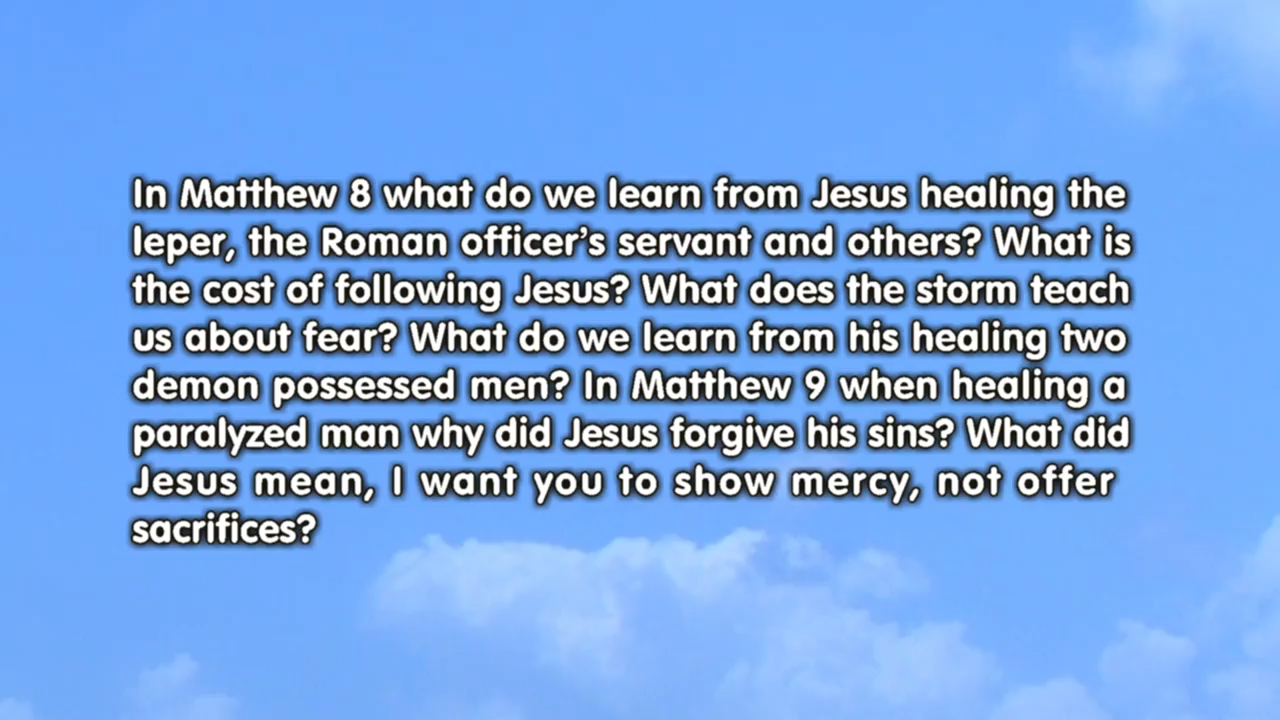 In Matthew 8 what do we learn from Jesus healing the
leper, the Roman officer’s servant and others? What is
the cost of following Jesus? What does the storm teach
us about fear? What do we learn from his healing two
demon possessed men? In Matthew 9 when healing a
paralyzed man why did Jesus forgive his sins? What did
Jesus mean, I want you to show mercy, not offer
sacrifices?